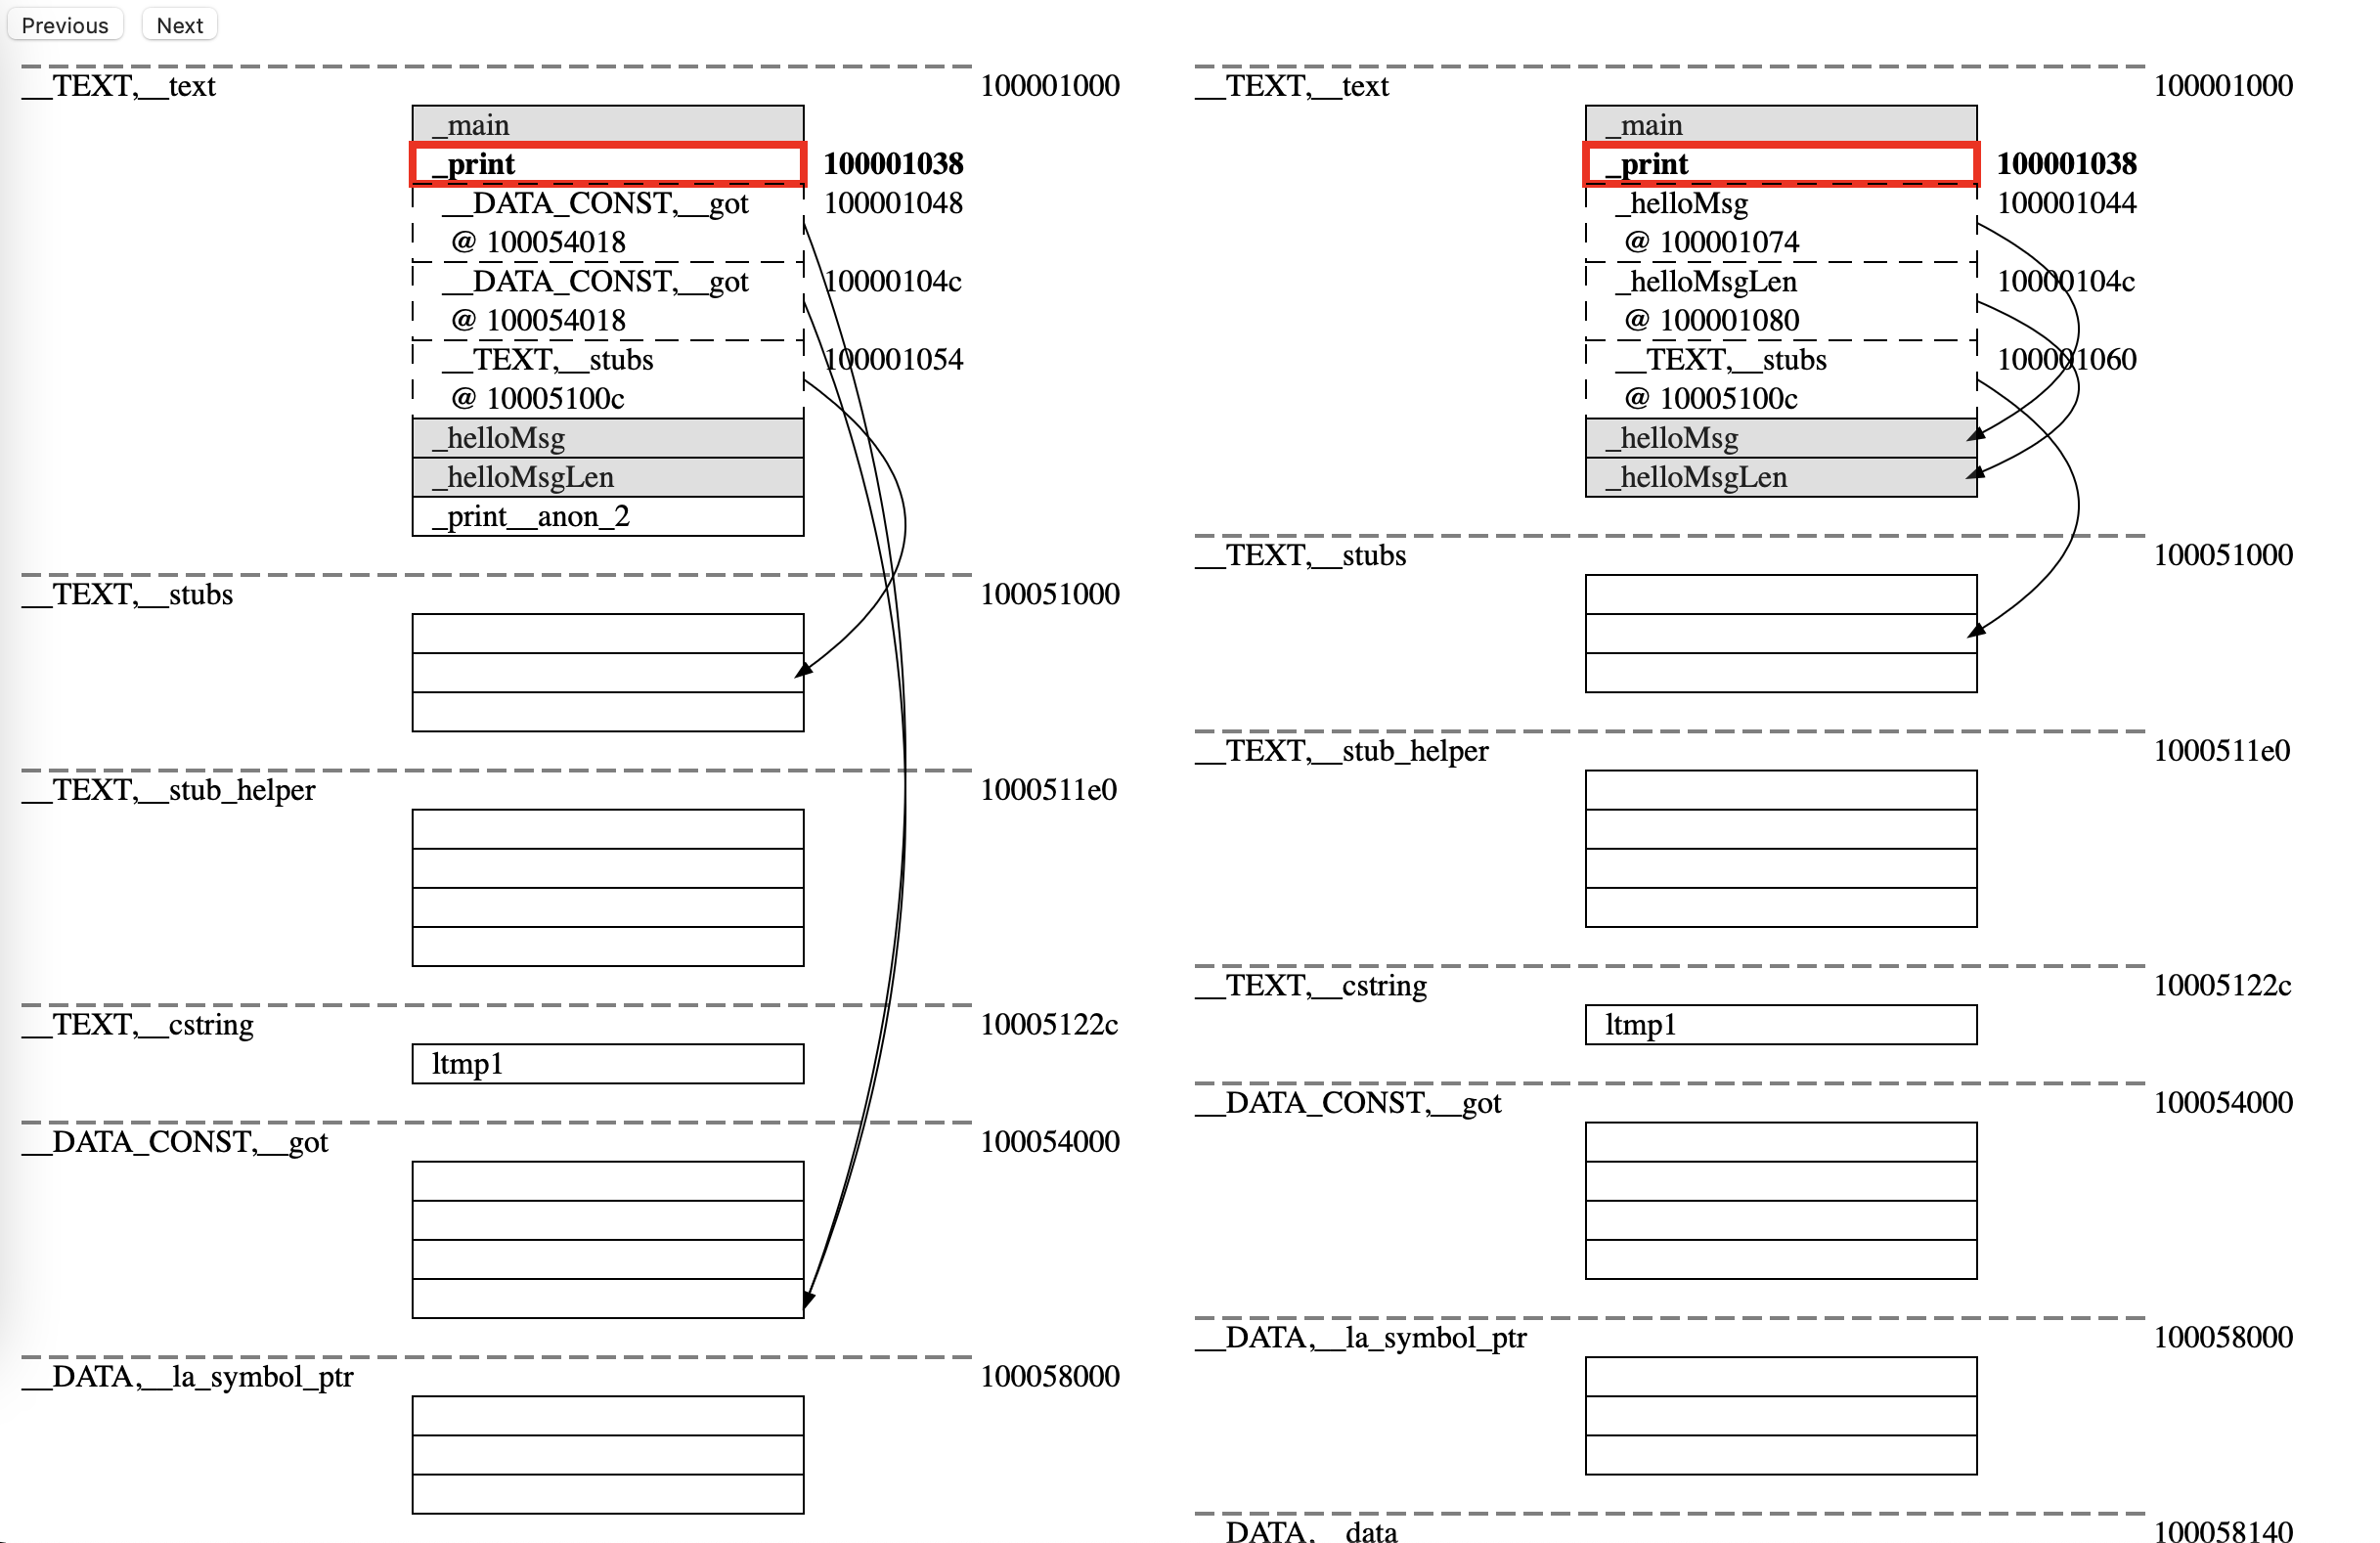 Previous Next
__TEXT,__text 100001000
_main
_print 100001038
__DATA_CONST,__got 100001048
@ 100054018
__DATA_CONST,__got 10000104c
@ 100054018
__TEXT,__stubs 100001054
@ 10005100c
_helloMsg
_helloMsgLen
_print__anon_2
__TEXT,__stubs 100051000
__TEXT,__stub_helper 1000511e0
__TEXT,__cstring 10005122c
ltmp1
__DATA_CONST,__got 100054000
__DATA,__la_symbol_ptr 100058000
__TEXT,__text 100001000
_main
_print 100001038
_helloMsg 100001044
@ 100001074
_helloMsgLen 10000104c
@ 100001080
__TEXT,__stubs 100001060
@ 10005100c
_helloMsg
_helloMsgLen
__TEXT,__stubs 100051000
__TEXT,__stub_helper 1000511e0
__TEXT,__cstring 10005122c
ltmp1
__DATA_CONST,__got 100054000
__DATA,__la_symbol_ptr 100058000
__DATA,__data 100058140